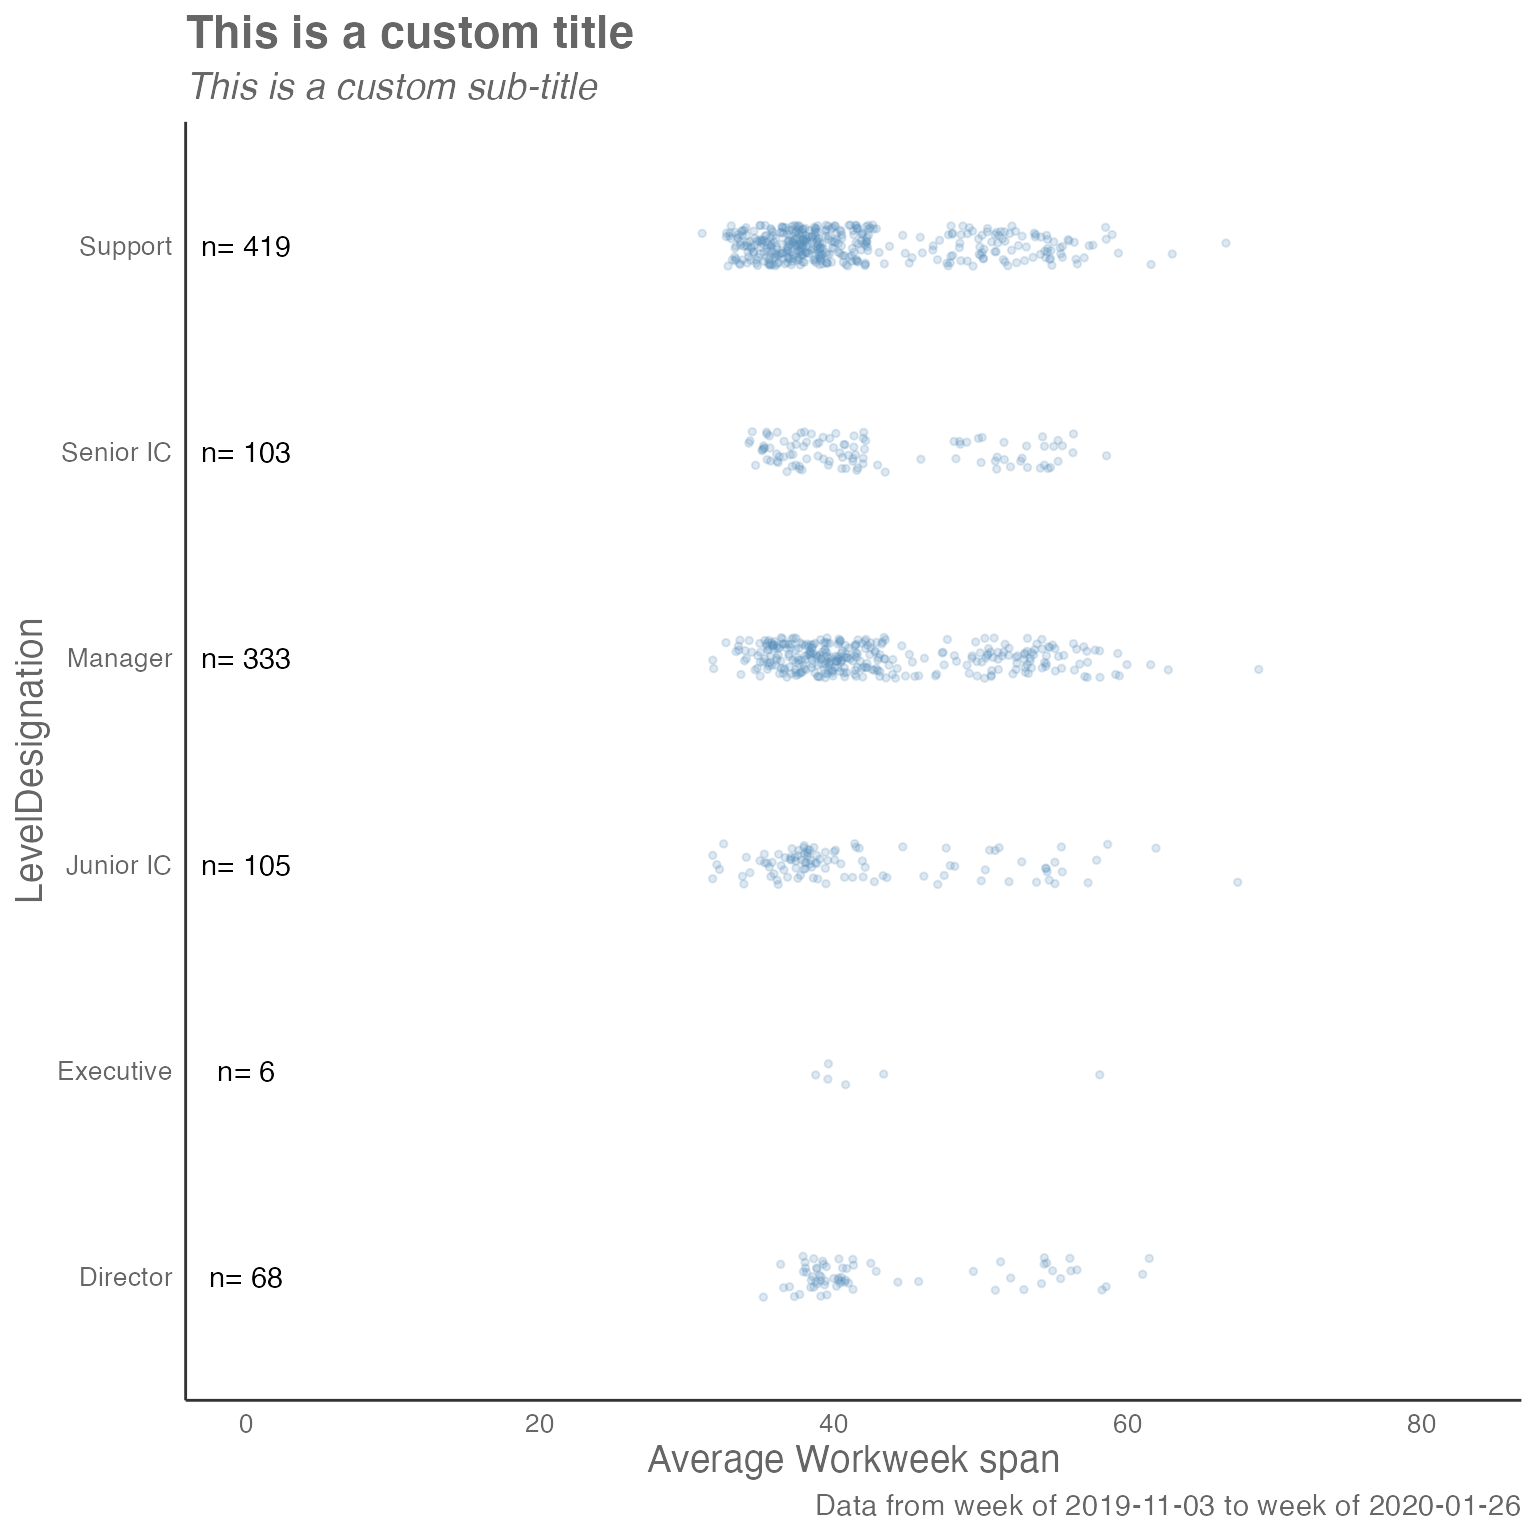 This is a custom title
This is a custom sub-title
LevelDesignation
Support n= 419
Senior IC n= 103
Manager n= 333
Junior IC n= 105
Executive n= 6
Director n= 68
0 20 40 60 80
Average Workweek span
Data from week of 2019-11-03 to week of 2020-01-26